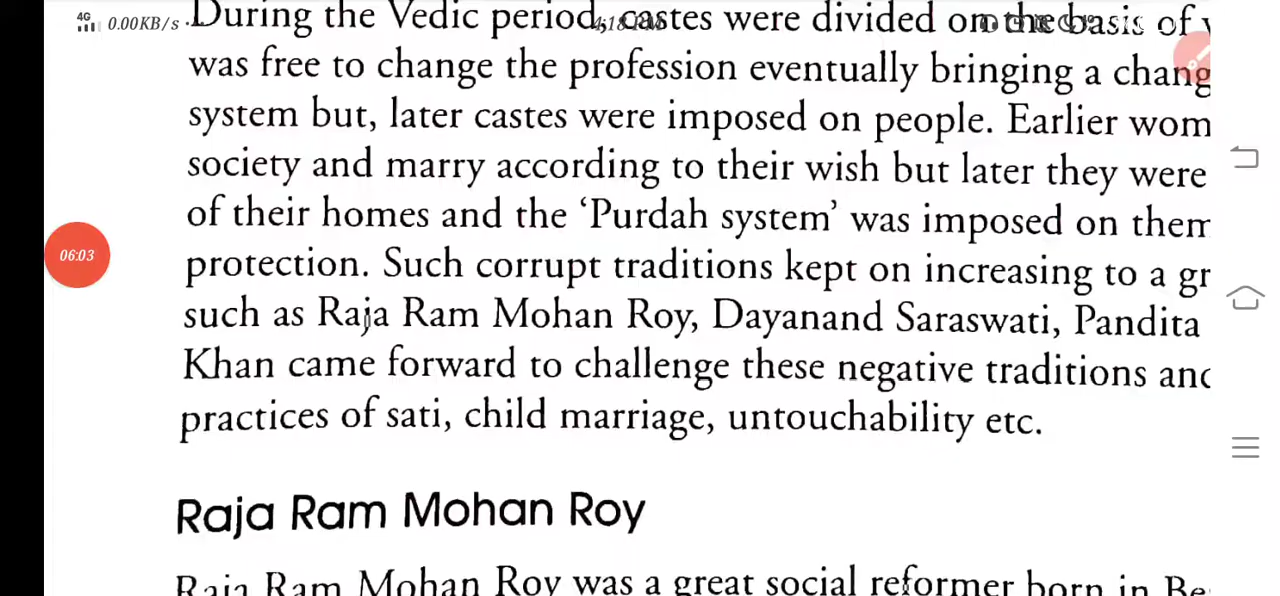 4G 0.00KB/s 4:18 PM
During the Vedic period, castes were divided on the basis of
was free to change the profession eventually bringing a chang
system but, later castes were imposed on people. Earlier wom
society and marry according to their wish but later they were
of their homes and the ‘Purdah system’ was imposed on them
06:03
protection. Such corrupt traditions kept on increasing to a gr
such as Raja Ram Mohan Roy, Dayanand Saraswati, Pandita
Khan came forward to challenge these negative traditions and
practices of sati, child marriage, untouchability etc.
Raja Ram Mohan Roy
Raja Ram Mohan Roy was a great social reformer born in Be